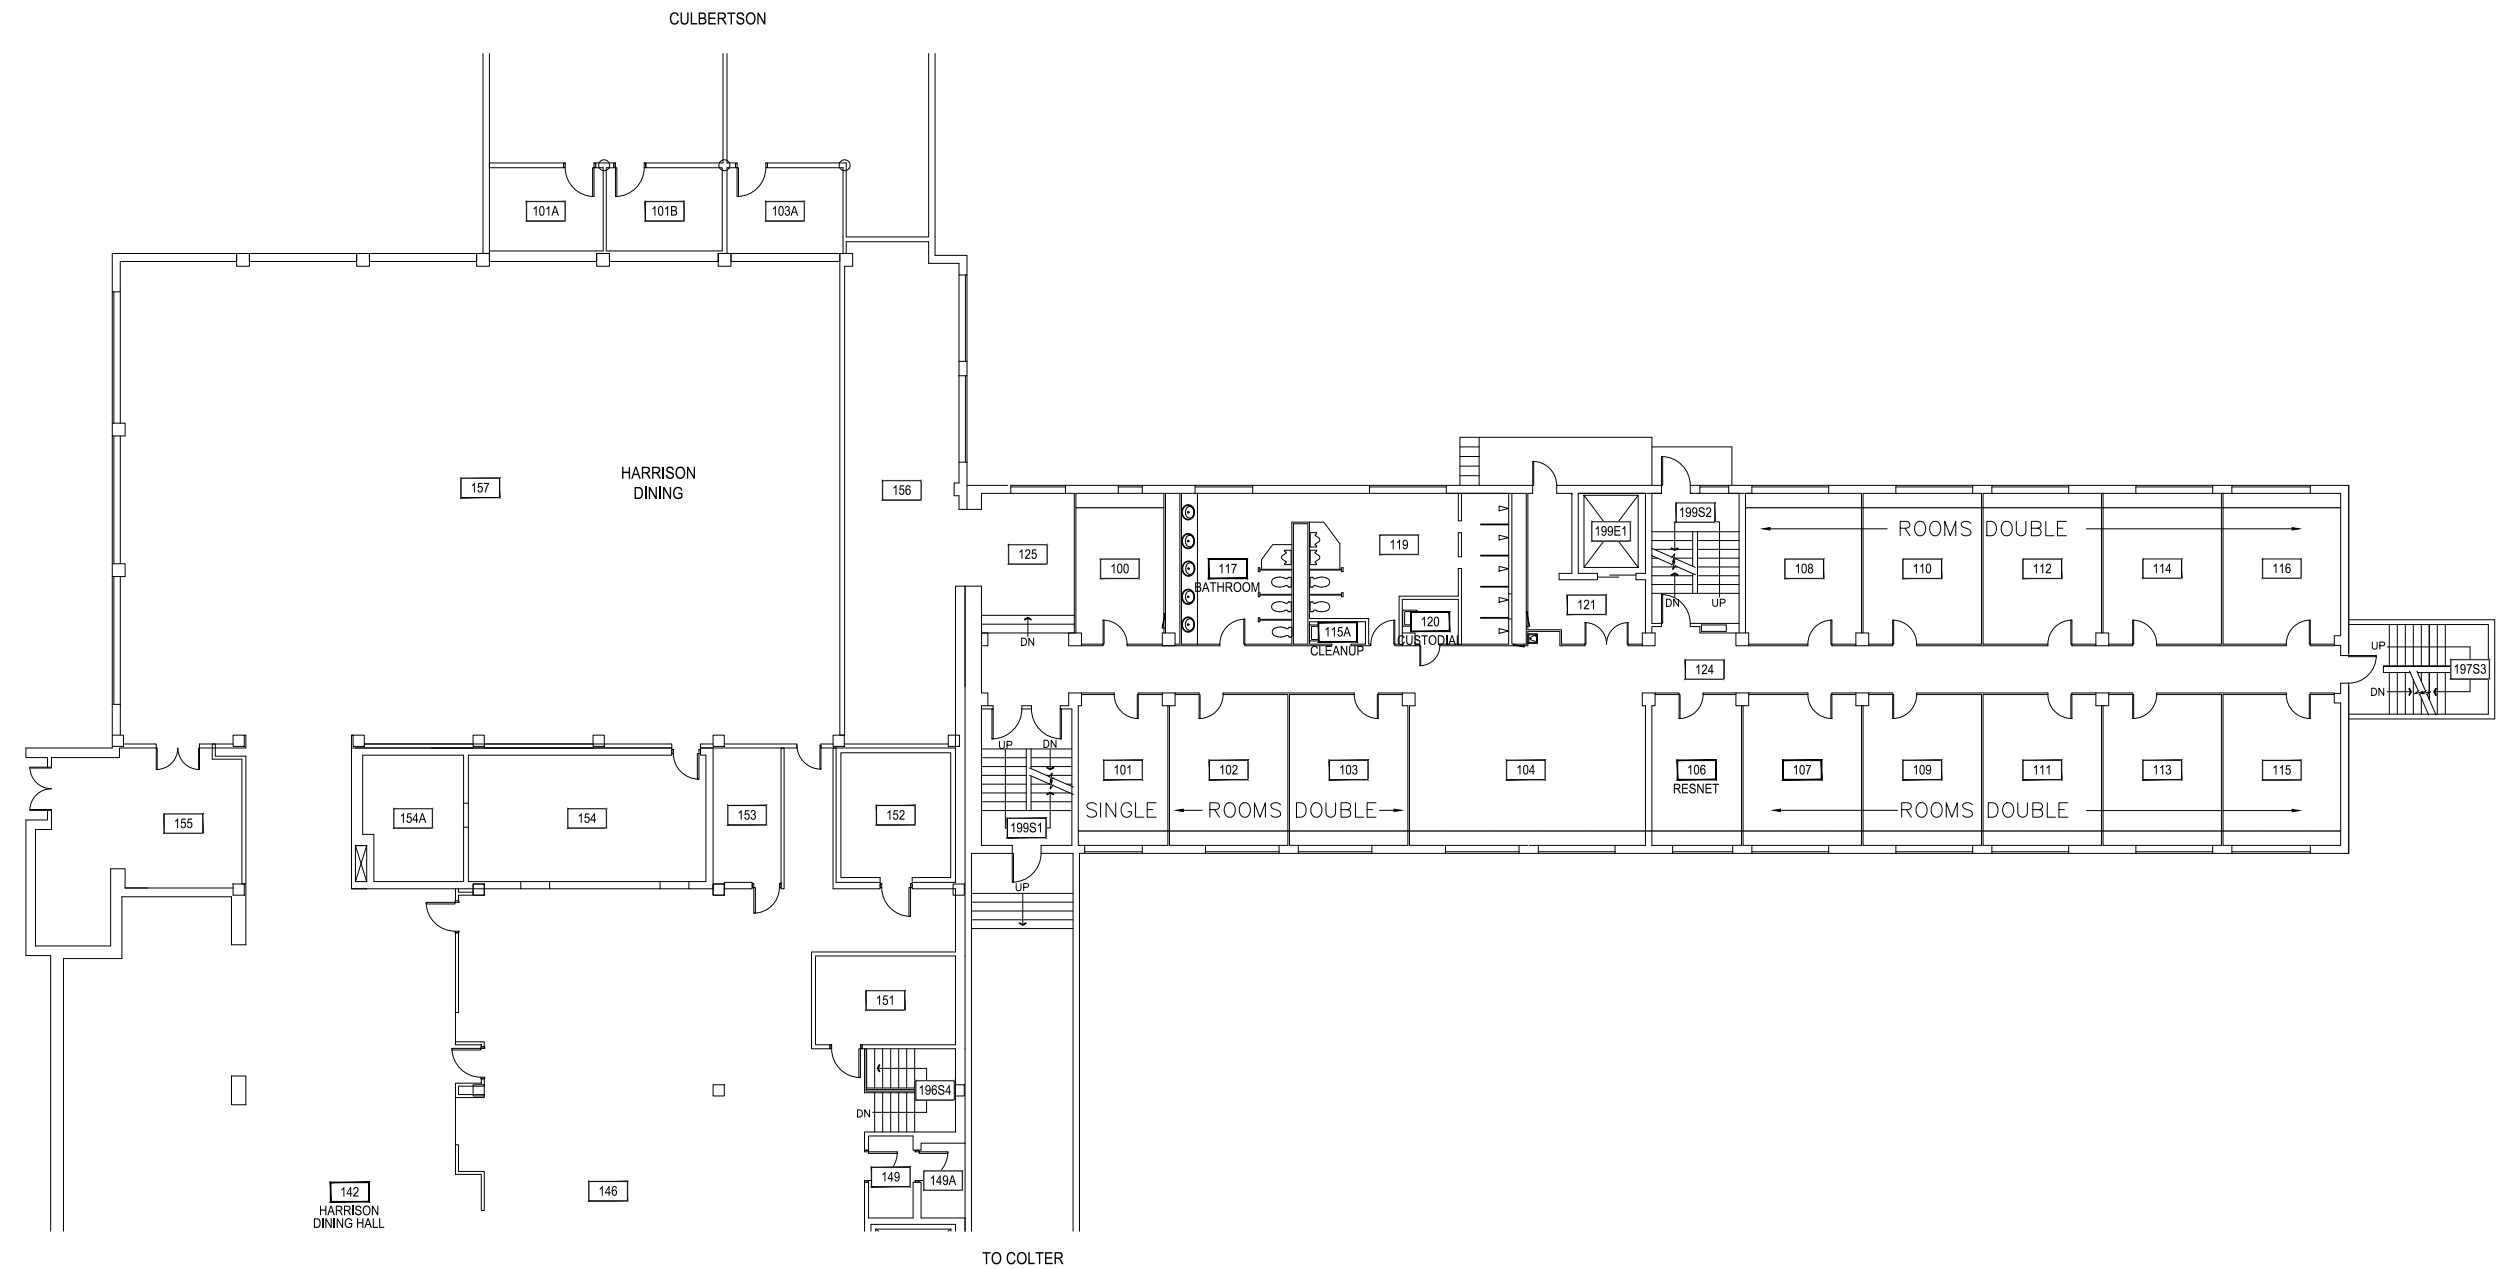 CULBERTSON
101A
101B
103A
HARRISON
DINING
157
156
125
100
117
BATHROOM
119
115A
CLEANUP
120
CUSTODIAL
199E1
121
199S2
DN
UP
ROOMS DOUBLE
108
110
112
114
116
DN
124
UP
197S3
DN
UP
DN
199S1
UP
101
SINGLE
102
103
ROOMS DOUBLE
104
106
RESNET
107
109
111
113
115
ROOMS DOUBLE
155
154A
154
153
152
151
196S4
DN
149
149A
142
HARRISON
DINING HALL
146
TO COLTER